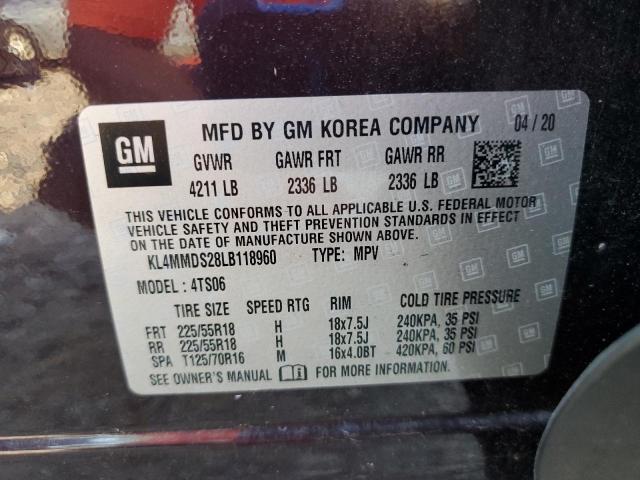 GM MFD BY GM KOREA COMPANY 04 / 20
GVWR GAWR FRT GAWR RR
4211 LB 2336 LB 2336 LB
THIS VEHICLE CONFORMS TO ALL APPLICABLE U.S. FEDERAL MOTOR
VEHICLE SAFETY AND THEFT PREVENTION STANDARDS IN EFFECT
ON THE DATE OF MANUFACTURE SHOWN ABOVE.
KL4MMDS28LB118960 TYPE: MPV
MODEL : 4TS06
TIRE SIZE SPEED RTG RIM COLD TIRE PRESSURE
FRT 225/55R18 H 18x7.5J 240KPA, 35 PSI
RR 225/55R18 H 18x7.5J 240KPA, 35 PSI
SPA T125/70R16 M 16x4.0BT 420KPA, 60 PSI
SEE OWNER'S MANUAL FOR MORE INFORMATION.